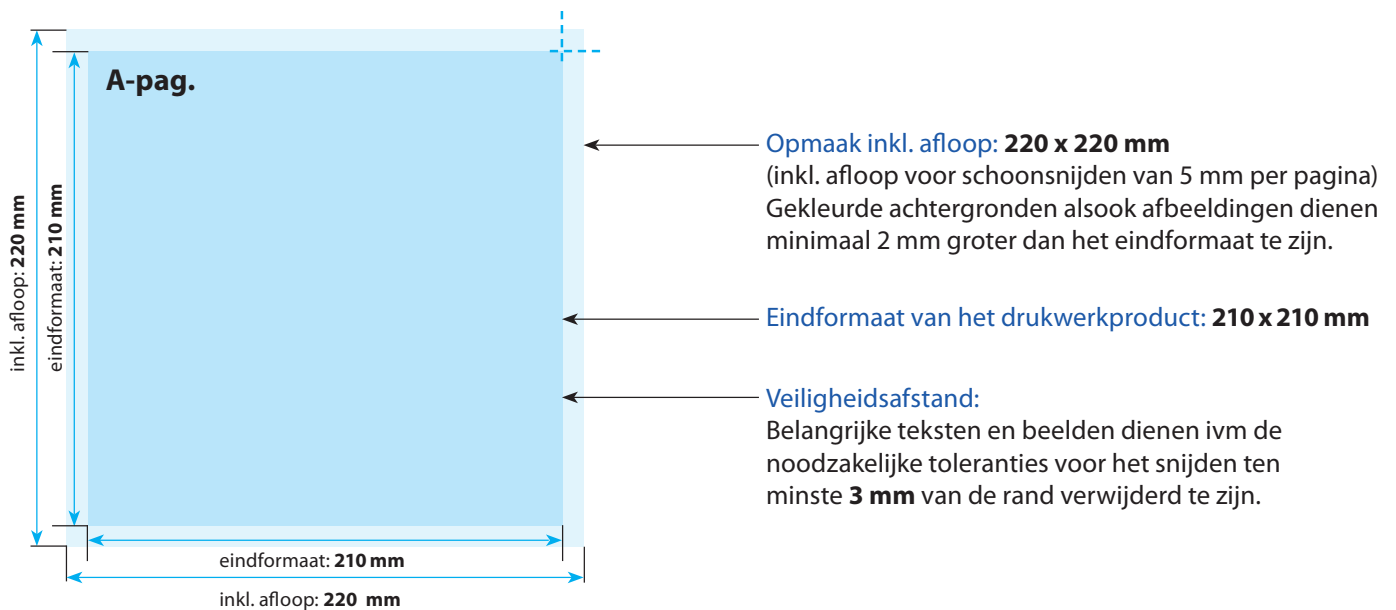 A-pag.
inkl. afloop: 220 mm
eindformaat: 210 mm
Opmaak inkl. afloop: 220 x 220 mm
(inkl. afloop voor schoonsnijden van 5 mm per pagina)
Gekleurde achtergronden alsook afbeeldingen dienen
minimaal 2 mm groter dan het eindformaat te zijn.
Eindformaat van het drukwerkproduct: 210 x 210 mm
Veiligheidsafstand:
Belangrijke teksten en beelden dienen ivm de
noodzakelijke toleranties voor het snijden ten
minste 3 mm van de rand verwijderd te zijn.
eindformaat: 210 mm
inkl. afloop: 220 mm